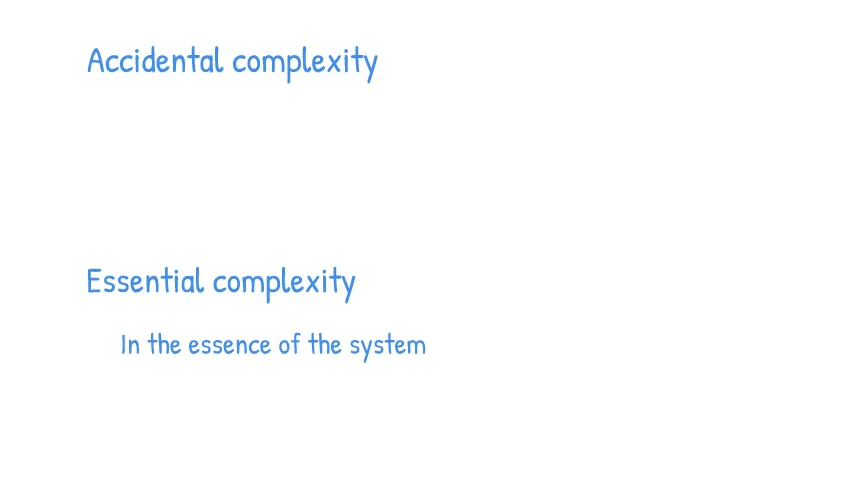 Accidental complexity
Essential complexity
In the essence of the system